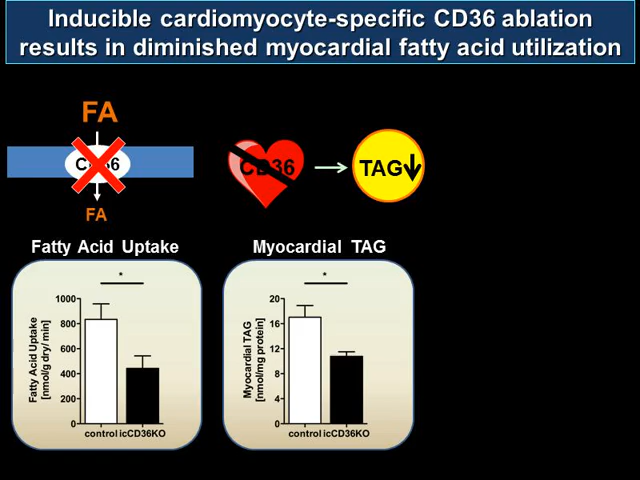 Inducible cardiomyocyte-specific CD36 ablation
results in diminished myocardial fatty acid utilization
FA
CD36
FA
CD36
TAG
Fatty Acid Uptake
Myocardial TAG
*
Fatty Acid Uptake
[nmol/g dry/ min]
1000
800
600
400
200
0
control icCD36KO
*
Myocardial TAG
[nmol/mg protein]
20
16
12
8
4
0
control icCD36KO